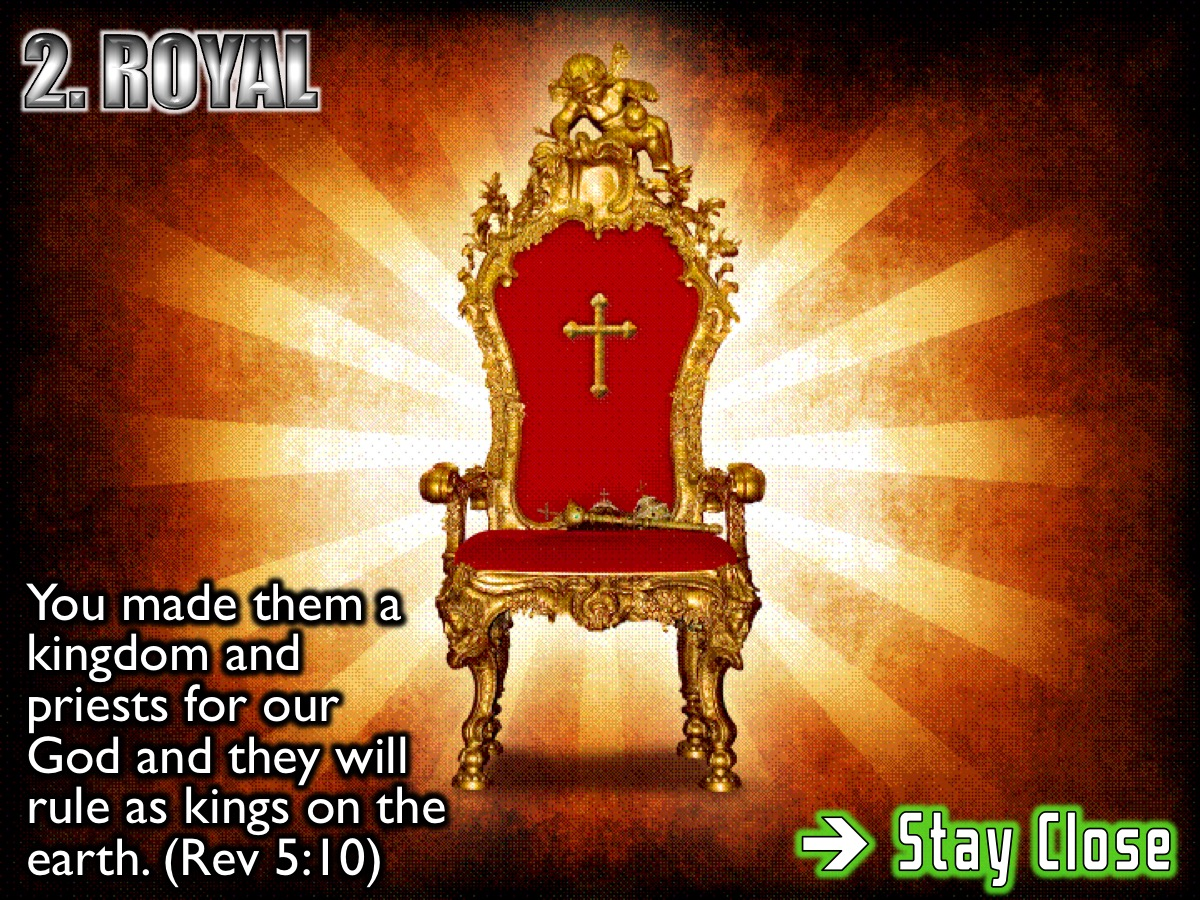 2. ROYAL
You made them a
kingdom and
priests for our
God and they will
rule as kings on the
earth. (Rev 5:10)
→ Stay Close